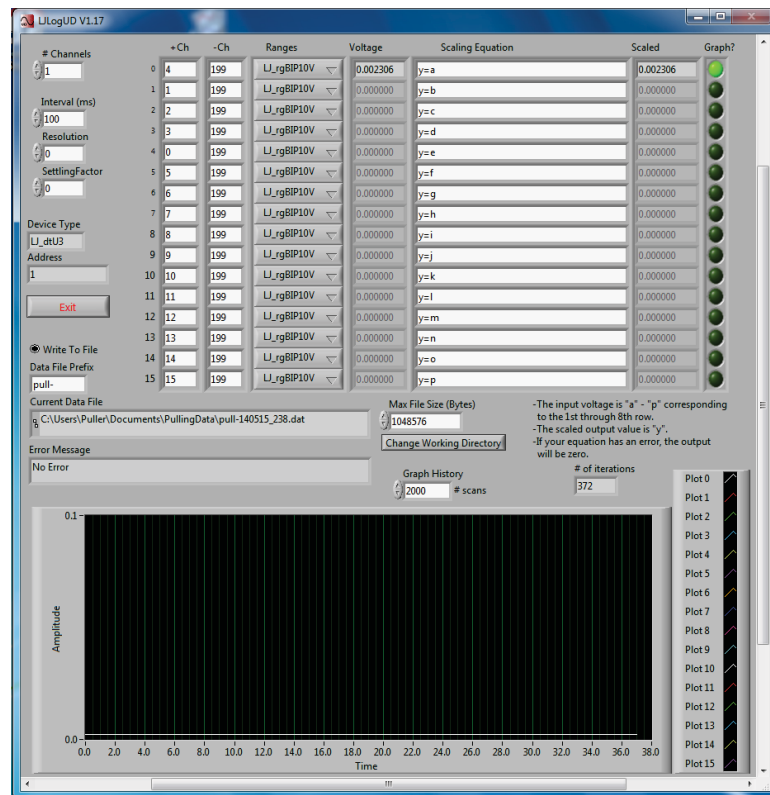 LJLogUD V1.17
# Channels +Ch -Ch Ranges Voltage Scaling Equation Scaled Graph?
1
0 4 199 LJ_rgBIP10V 0.002306 y=a 0.002306
1 1 199 LJ_rgBIP10V 0.000000 y=b 0.000000
Interval (ms)
100
2 2 199 LJ_rgBIP10V 0.000000 y=c 0.000000
Resolution
0
3 3 199 LJ_rgBIP10V 0.000000 y=d 0.000000
4 0 199 LJ_rgBIP10V 0.000000 y=e 0.000000
SettlingFactor
0
5 5 199 LJ_rgBIP10V 0.000000 y=f 0.000000
6 6 199 LJ_rgBIP10V 0.000000 y=g 0.000000
7 7 199 LJ_rgBIP10V 0.000000 y=h 0.000000
Device Type
LJ_dtU3
8 8 199 LJ_rgBIP10V 0.000000 y=i 0.000000
Address
1
9 9 199 LJ_rgBIP10V 0.000000 y=j 0.000000
10 10 199 LJ_rgBIP10V 0.000000 y=k 0.000000
Exit
11 11 199 LJ_rgBIP10V 0.000000 y=l 0.000000
12 12 199 LJ_rgBIP10V 0.000000 y=m 0.000000
13 13 199 LJ_rgBIP10V 0.000000 y=n 0.000000
Write To File
14 14 199 LJ_rgBIP10V 0.000000 y=o 0.000000
Data File Prefix
pull-
15 15 199 LJ_rgBIP10V 0.000000 y=p 0.000000
Current Data File
C:\Users\Puller\Documents\PullingData\pull-140515_238.dat
Max File Size (Bytes)
1048576
Change Working Directory
-The input voltage is "a" - "p" corresponding
to the 1st through 8th row.
-The scaled output value is "y".
-If your equation has an error, the output
will be zero.
Error Message
No Error
Graph History
2000 # scans
# of iterations
372
Plot 0
Plot 1
Plot 2
Plot 3
Plot 4
Plot 5
Plot 6
Plot 7
Plot 8
Plot 9
Plot 10
Plot 11
Plot 12
Plot 13
Plot 14
Plot 15
0.1
Amplitude
0.0
0.0 2.0 4.0 6.0 8.0 10.0 12.0 14.0 16.0 18.0 20.0 22.0 24.0 26.0 28.0 30.0 32.0 34.0 36.0 38.0
Time